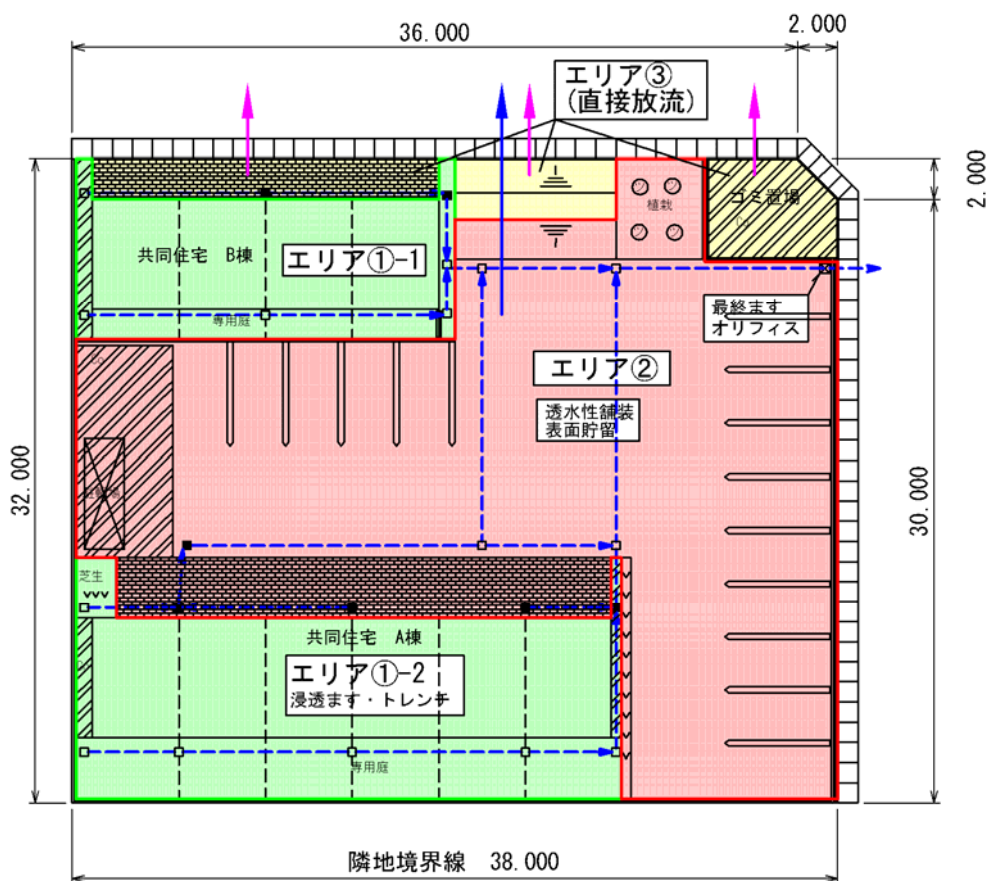 36.000
2.000
エリア③
(直接放流)
2.000
ゴミ置場
Co
植栽
共同住宅 B棟
エリア①-1
専用庭
最終ます
オリフィス
Co
エリア②
透水性舗装
表面貯留
32.000
30.000
芝生
共同住宅 A棟
エリア①-2
浸透ます・トレンチ
専用庭
隣地境界線 38.000